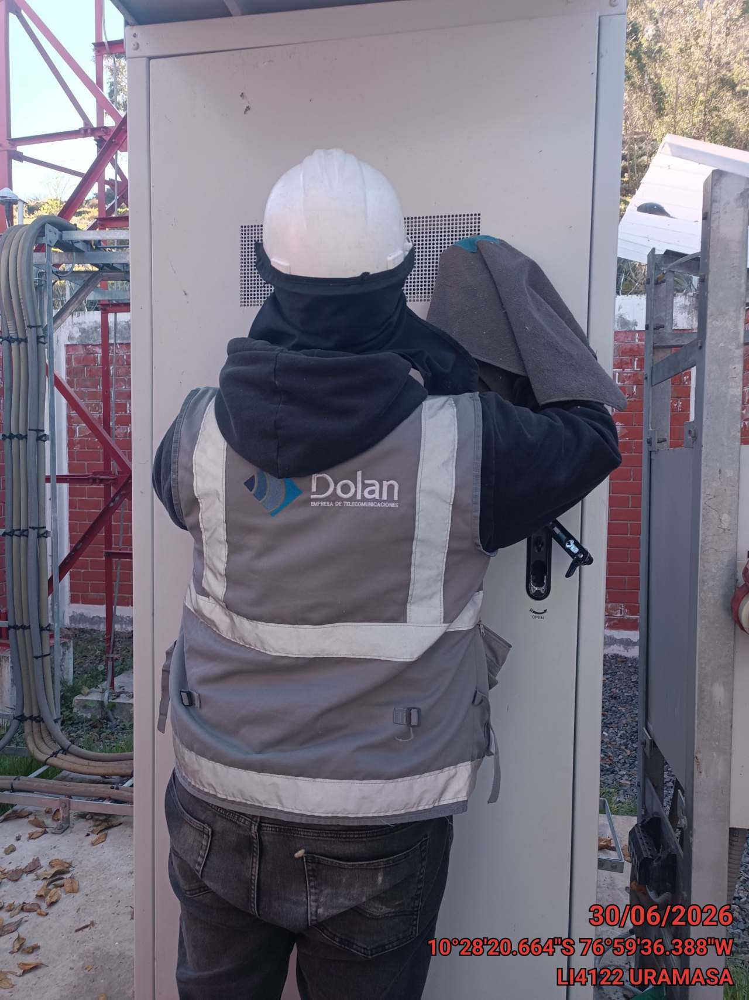 Dolan
EMPRESA DE TELECOMUNICACIONES
OPEN
30/06/2026
10°28'20.664"S 76°59'36.388"W
LI4122 URAMASA